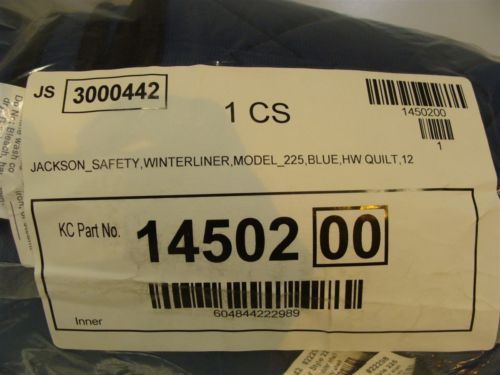 JS 3000442
1 CS
1450200
1
JACKSON_SAFETY,WINTERLINER,MODEL_225,BLUE,HW QUILT,12
KC Part No. 14502 00
604844222989
Inner